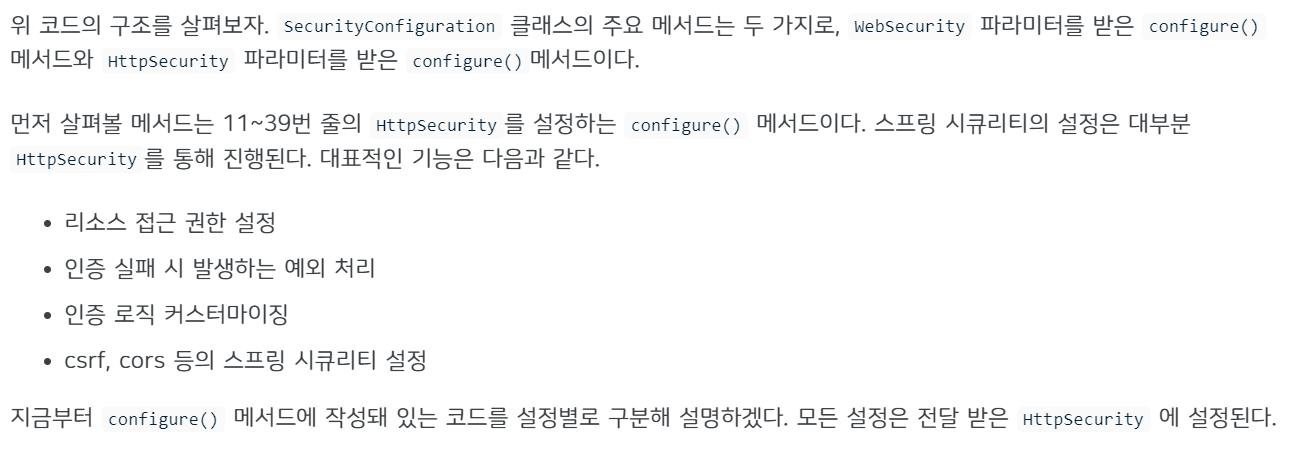 위 코드의 구조를 살펴보자. SecurityConfiguration 클래스의 주요 메서드는 두 가지로, WebSecurity 파라미터를 받은 configure()
메서드와 HttpSecurity 파라미터를 받은 configure() 메서드이다.
먼저 살펴볼 메서드는 11~39번 줄의 HttpSecurity 를 설정하는 configure() 메서드이다. 스프링 시큐리티의 설정은 대부분
HttpSecurity 를 통해 진행된다. 대표적인 기능은 다음과 같다.
• 리소스 접근 권한 설정
• 인증 실패 시 발생하는 예외 처리
• 인증 로직 커스터마이징
• csrf, cors 등의 스프링 시큐리티 설정
지금부터 configure() 메서드에 작성돼 있는 코드를 설정별로 구분해 설명하겠다. 모든 설정은 전달 받은 HttpSecurity 에 설정된다.